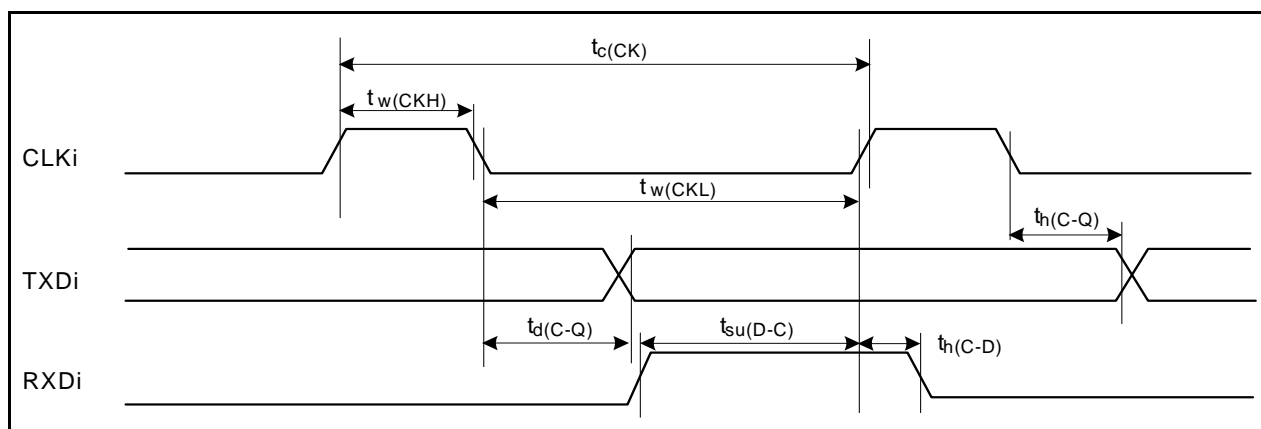 tc(CK)
tw(CKH)
CLKi
tw(CKL)
th(C-Q)
TXDi
td(C-Q)
tsu(D-C)
th(C-D)
RXDi